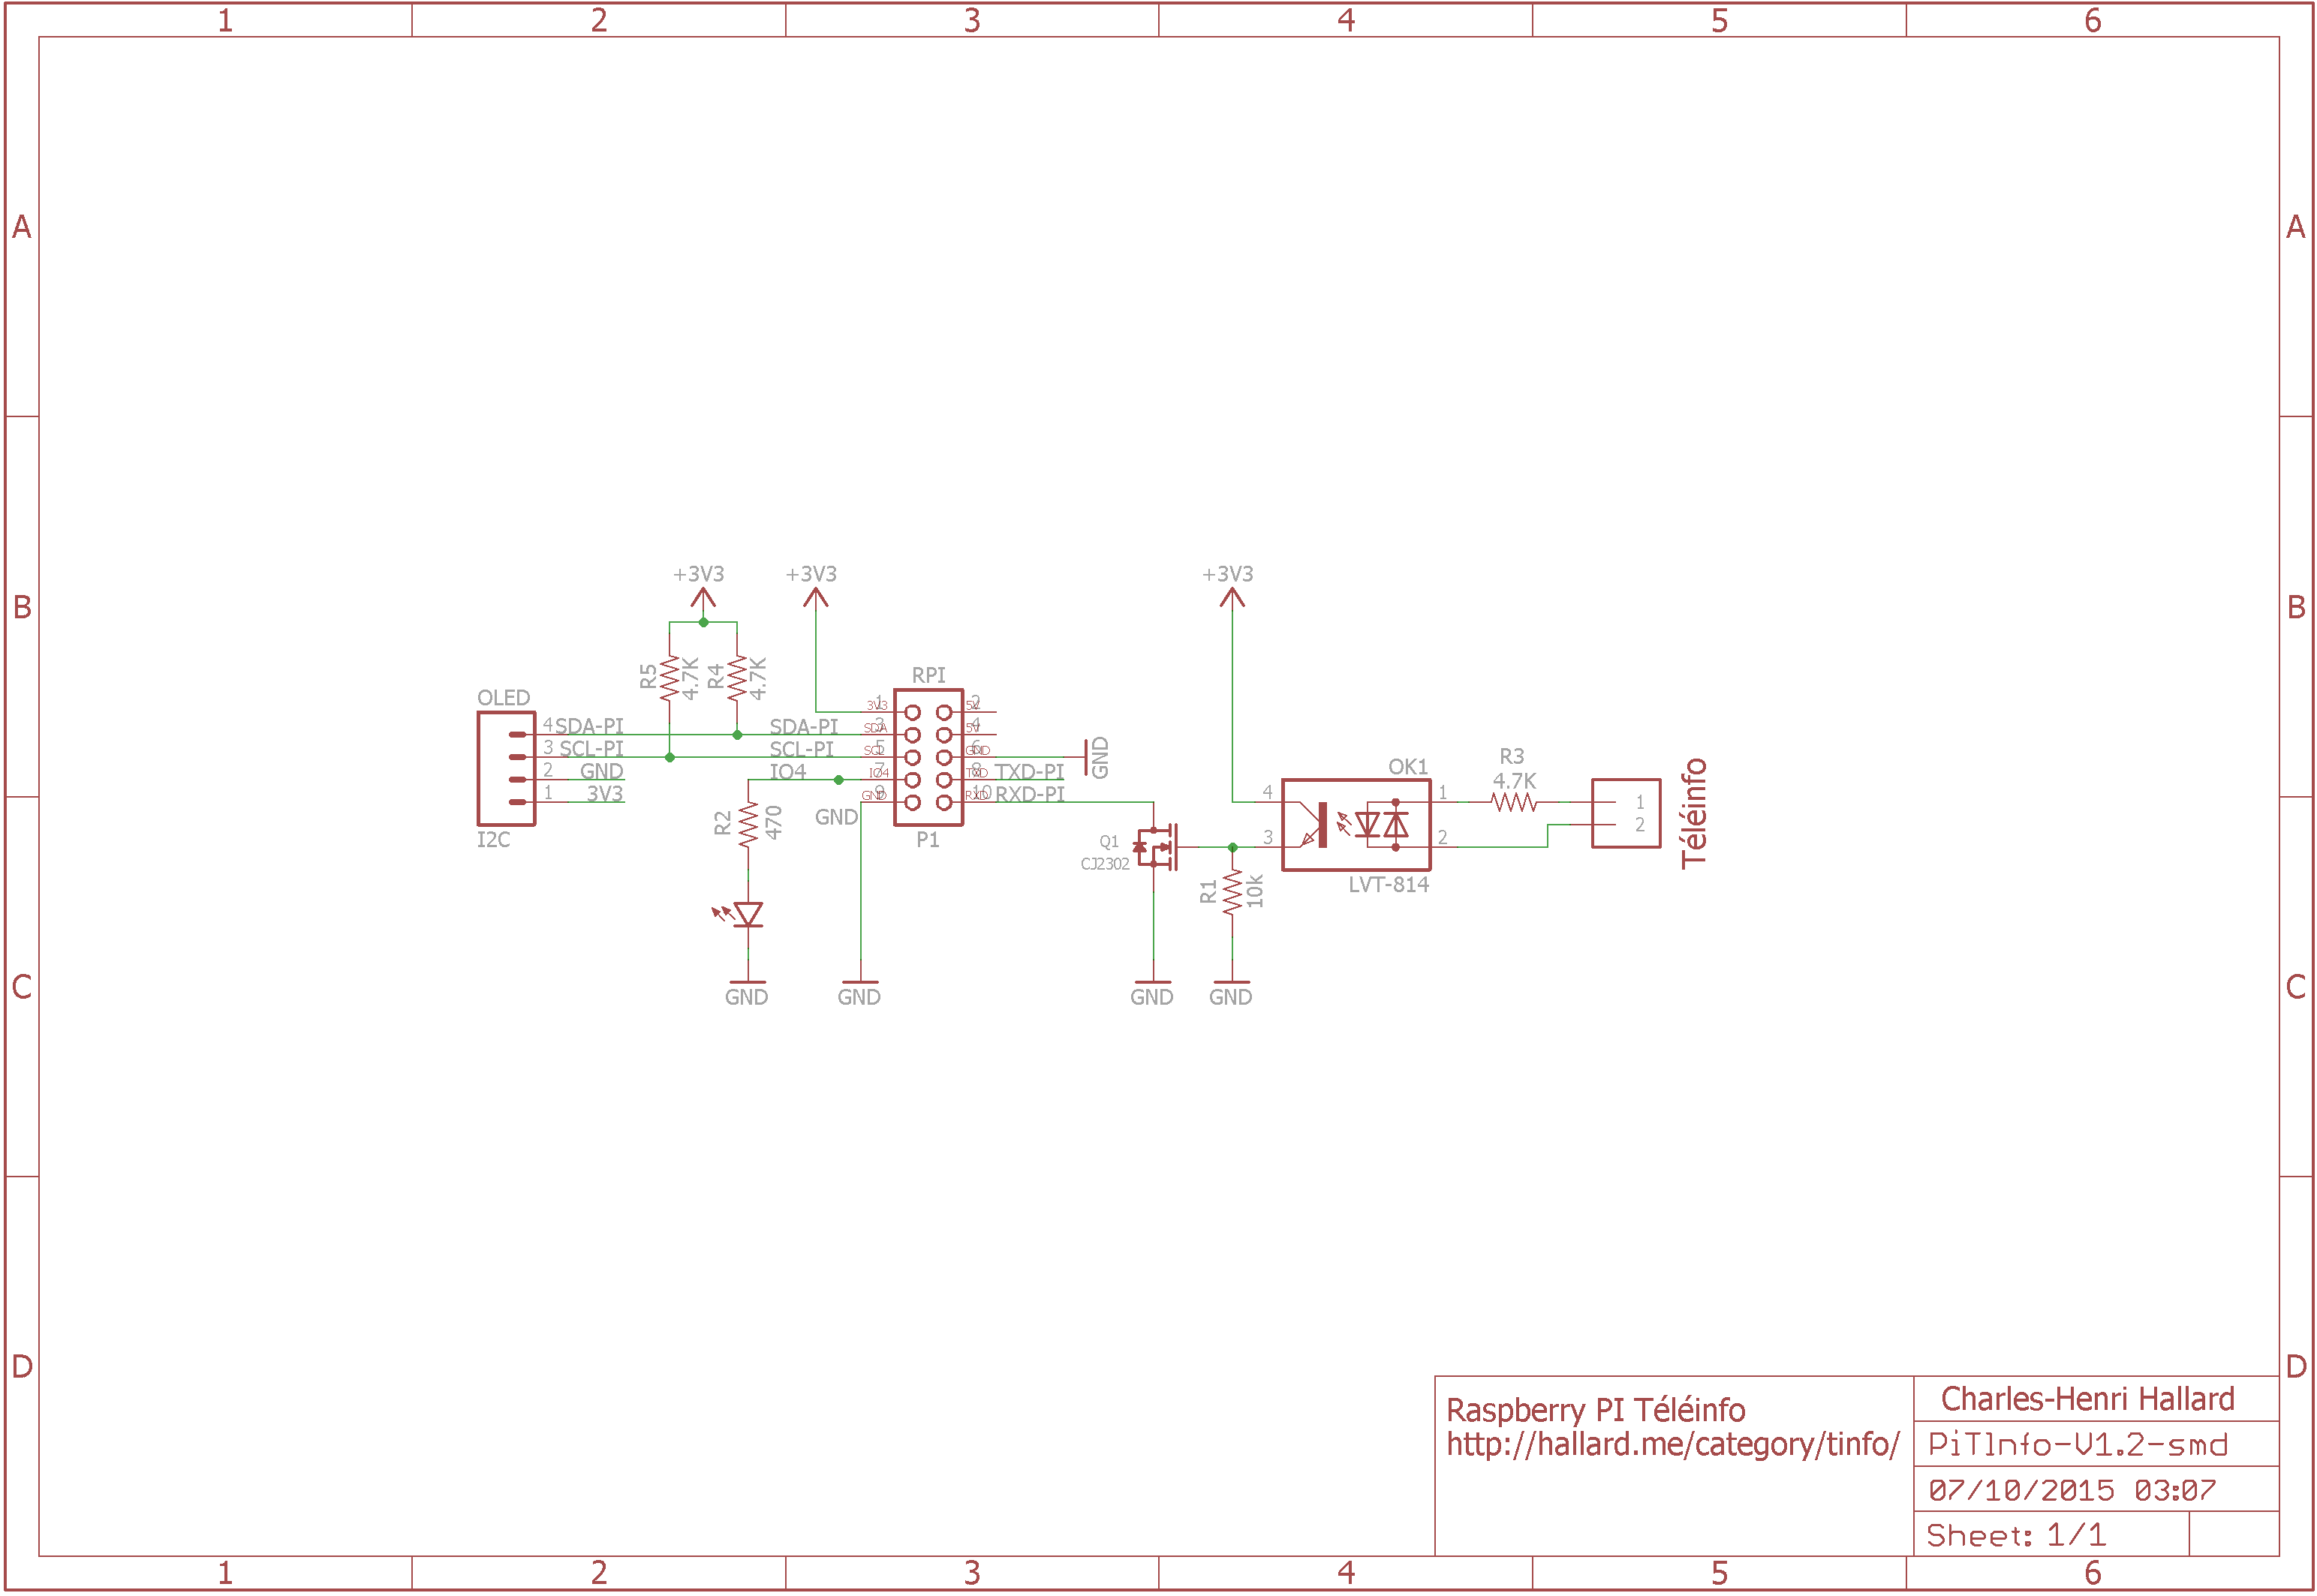 1 2 3 4 5 6
A A
B B
C C
D D
+3V3 +3V3 +3V3
R5 4.7K R4 4.7K
OLED
4 SDA-PI
3 SCL-PI
2 GND
1 3V3
I2C
SDA-PI
SCL-PI
IO4
GND
R2 470
GND
GND
RPI
1 3V3 2 5V
3 SDA 4 5V
5 SCL 6 GND
7 IO4 8 TXD TXD-PI
9 GND 10 RXD RXD-PI
P1
GND
Q1
CJ2302
GND
R1 10k
GND
OK1
4 1
3 2
LVT-814
R3
4.7K
1
2
Téléinfo
Raspberry PI Téléinfo
http://hallard.me/category/tinfo/
Charles-Henri Hallard
PiTInfo-V1.2-smd
07/10/2015 03:07
Sheet: 1/1
1 2 3 4 5 6